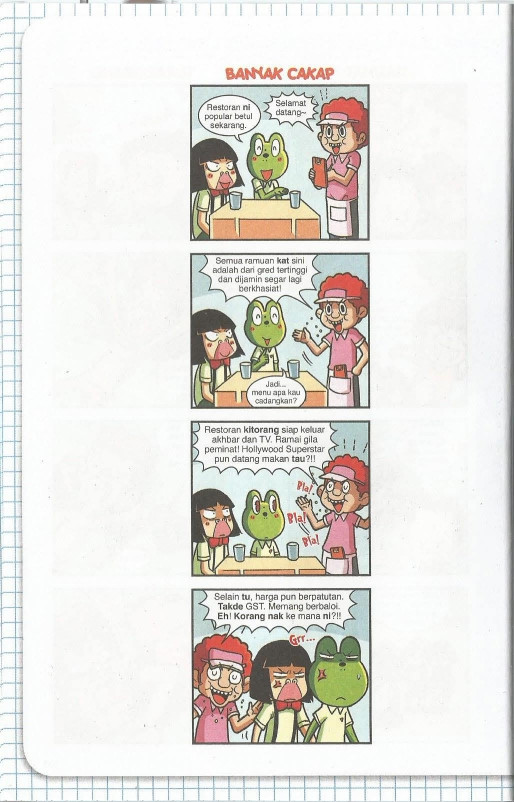 BANYAK CAKAP
Restoran ni
popular betul
sekarang.
Selamat
datang~
Semua ramuan kat sini
adalah dari gred tertinggi
dan dijamin segar lagi
berkhasiat!
Jadi...
menu apa kau
cadangkan?
Restoran kitorang siap keluar
akhbar dan TV. Ramai gila
peminat! Hollywood Superstar
pun datang makan tau?!!
Bla!
Bla!
Bla!
Selain tu, harga pun berpatutan.
Takde GST. Memang berbaloi.
Eh! Korang nak ke mana ni?!!
Grr...